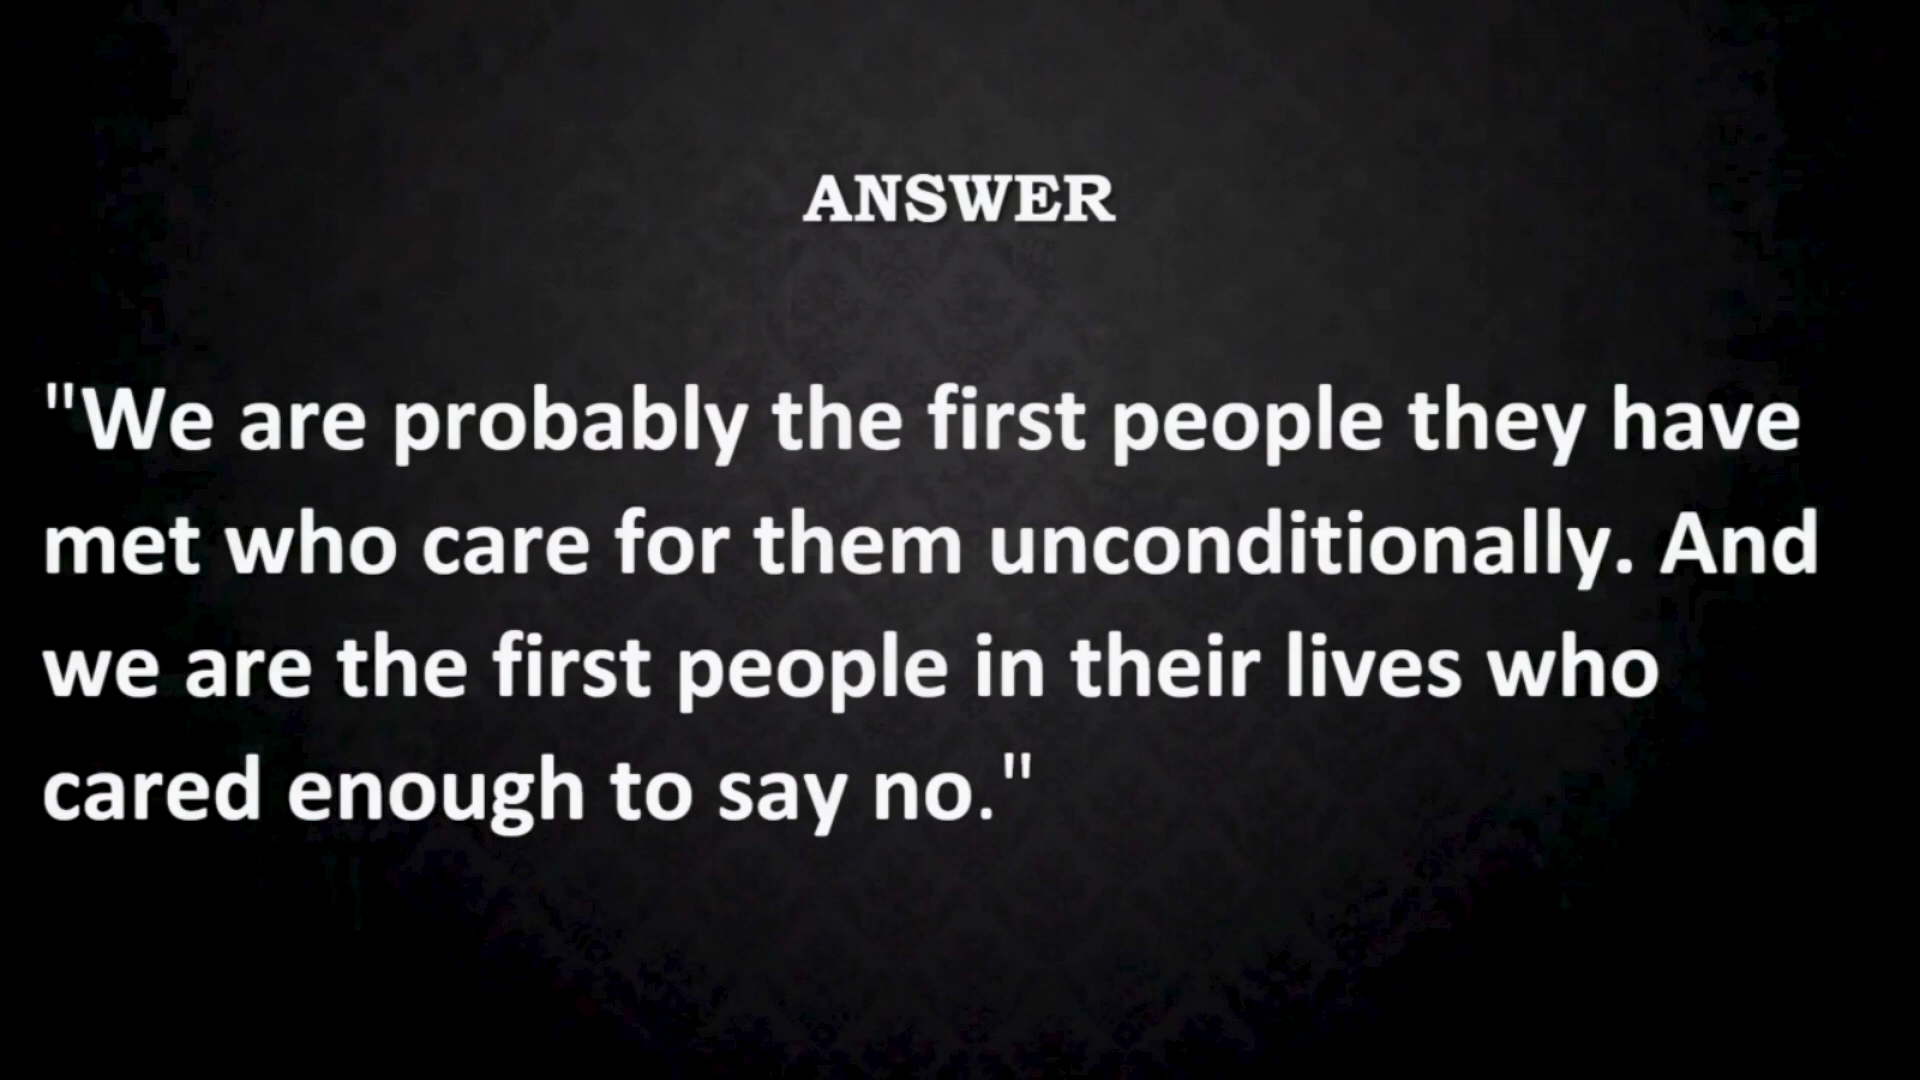 ANSWER
"We are probably the first people they have
met who care for them unconditionally. And
we are the first people in their lives who
cared enough to say no."